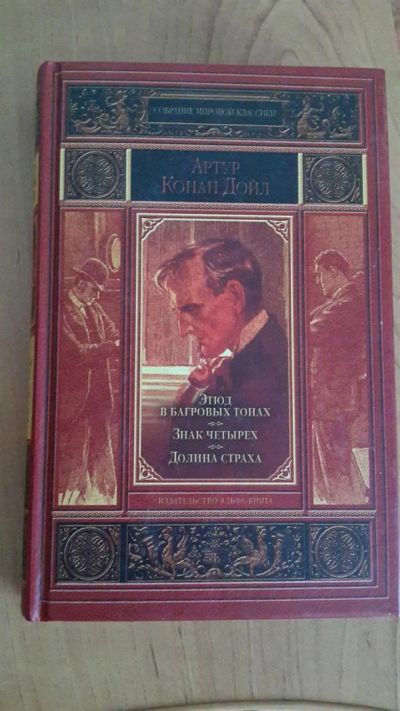 СОБРАНИЕ МИРОВОЙ КЛАССИКИ
АРТУР
КОНАН ДОЙЛ
ЭТЮД
В БАГРОВЫХ ТОНАХ
ЗНАК ЧЕТЫРЕХ
ДОЛИНА СТРАХА
ИЗДАТЕЛЬСТВО АЛЬФА-КНИГА